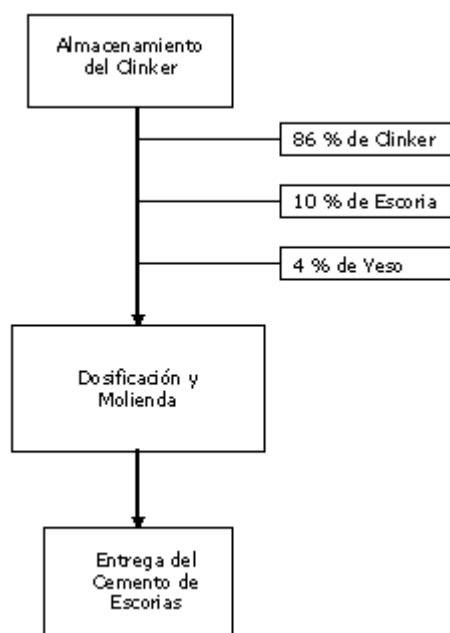 Almacenamiento
del Clinker
86 % de Clinker
10 % de Escoria
4 % de Yeso
Dosificación y
Molienda
Entrega del
Cemento de
Escorias